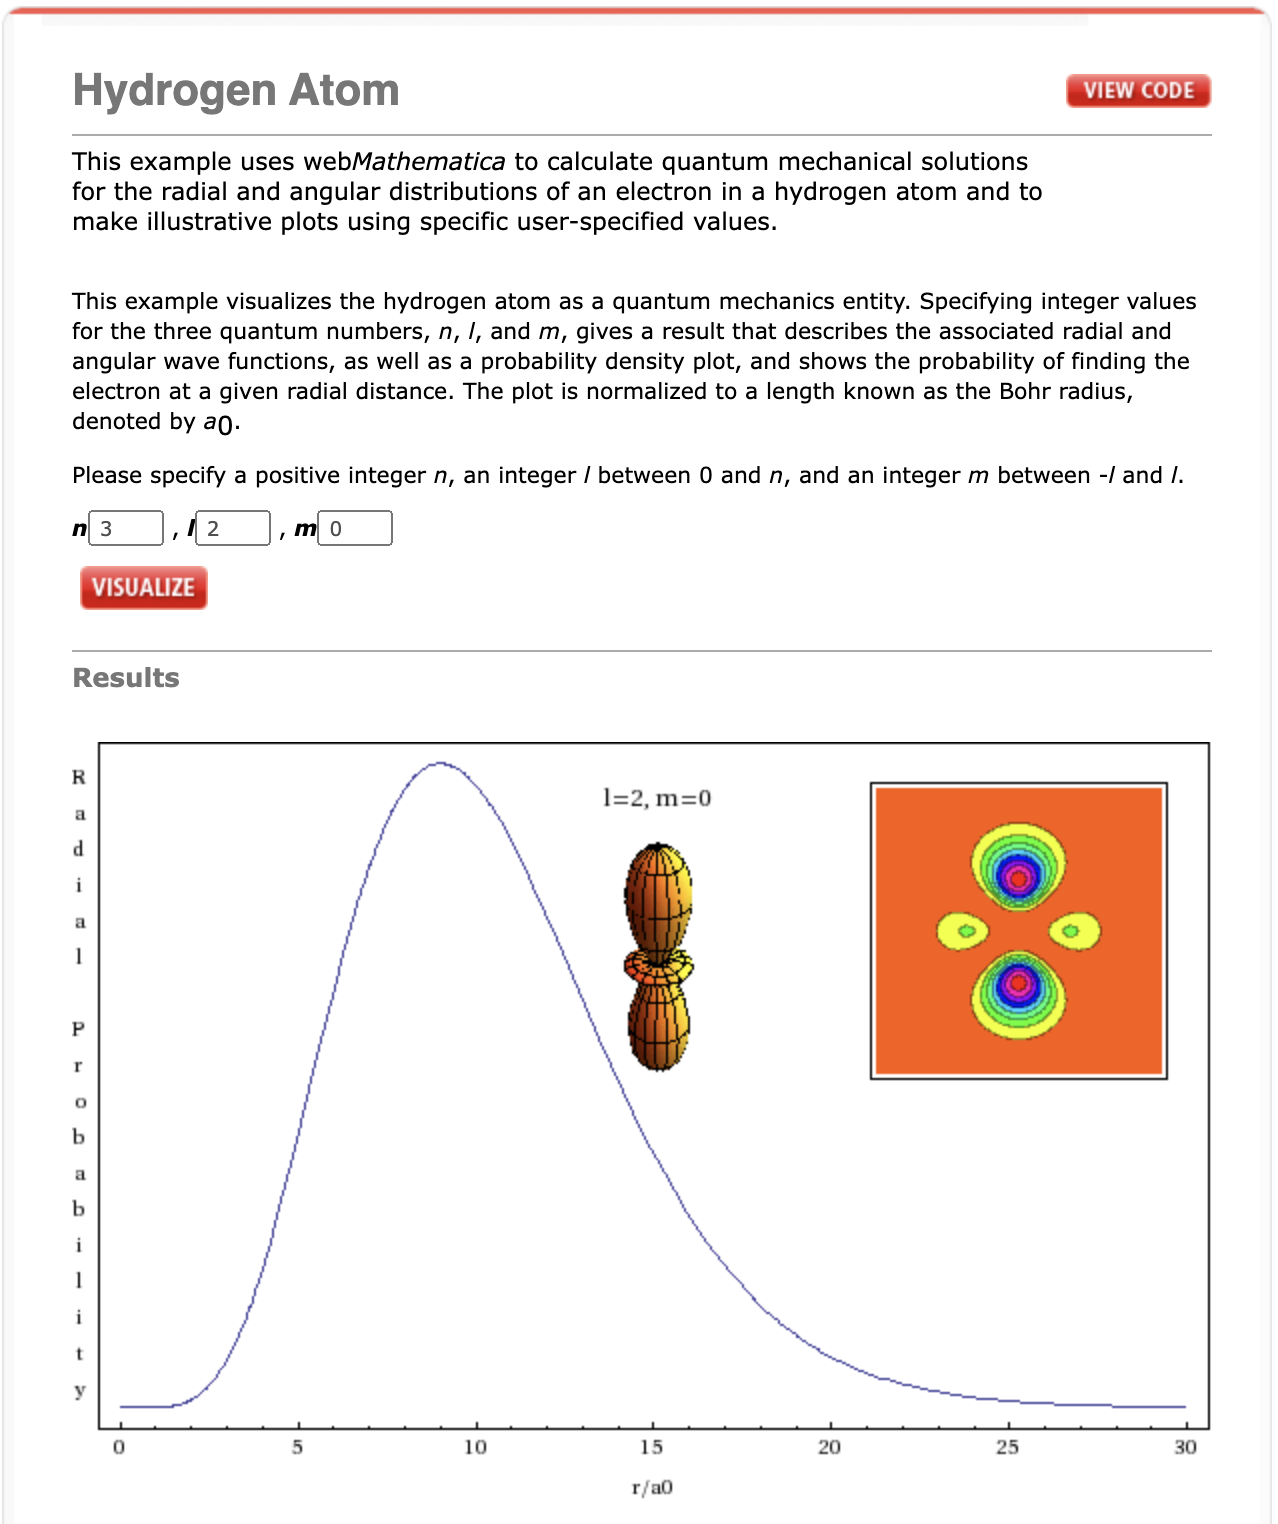 Hydrogen Atom
VIEW CODE
This example uses webMathematica to calculate quantum mechanical solutions
for the radial and angular distributions of an electron in a hydrogen atom and to
make illustrative plots using specific user-specified values.
This example visualizes the hydrogen atom as a quantum mechanics entity. Specifying integer values
for the three quantum numbers, n, l, and m, gives a result that describes the associated radial and
angular wave functions, as well as a probability density plot, and shows the probability of finding the
electron at a given radial distance. The plot is normalized to a length known as the Bohr radius,
denoted by a0.
Please specify a positive integer n, an integer l between 0 and n, and an integer m between -l and l.
n 3 , l 2 , m 0
VISUALIZE
Results
Radial Probability
l=2, m=0
0 5 10 15 20 25 30
r/a0